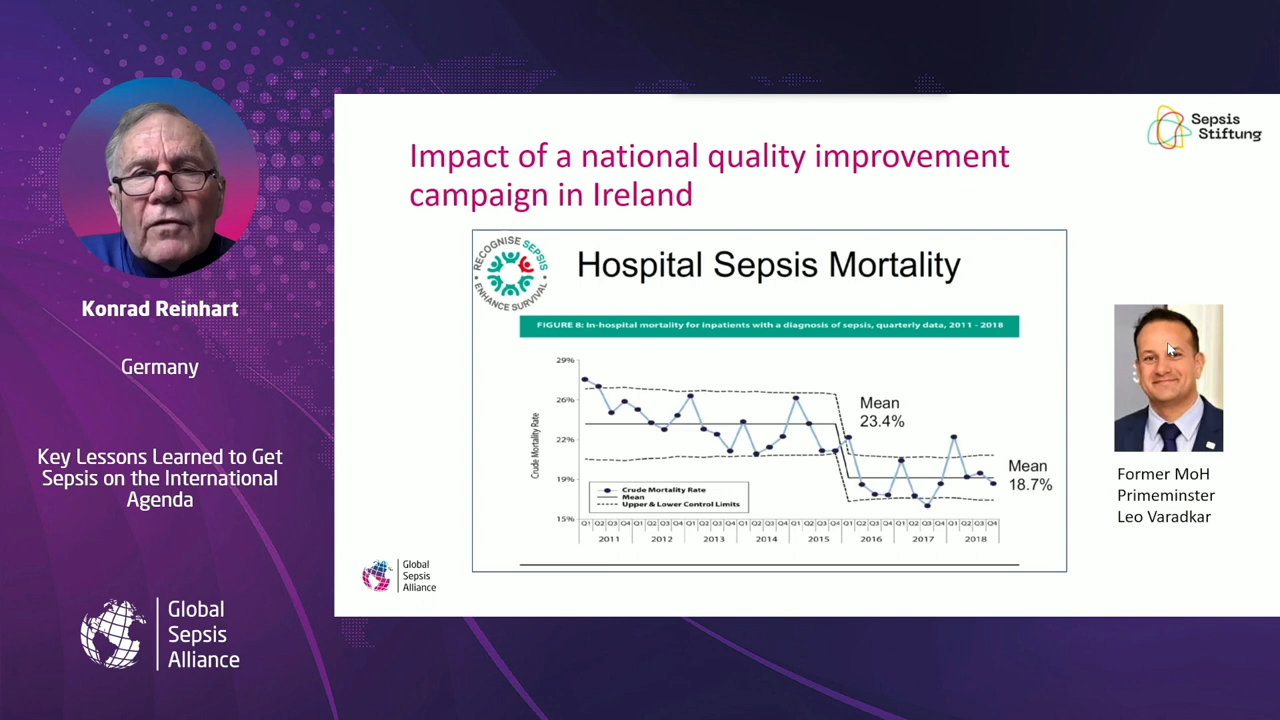 Konrad Reinhart
Germany
Key Lessons Learned to Get
Sepsis on the International
Agenda
Global
Sepsis
Alliance
Sepsis
Stiftung
Impact of a national quality improvement
campaign in Ireland
RECOGNISE SEPSIS
ENHANCE SURVIVAL
Hospital Sepsis Mortality
FIGURE 8: In-hospital mortality for inpatients with a diagnosis of sepsis, quarterly data, 2011 - 2018
Crude Mortality Rate
29%
26%
22%
19%
15%
Mean
23.4%
Mean
18.7%
Crude Mortality Rate
Mean
Upper & Lower Control Limits
Q1 Q2 Q3 Q4 Q1 Q2 Q3 Q4 Q1 Q2 Q3 Q4 Q1 Q2 Q3 Q4 Q1 Q2 Q3 Q4 Q1 Q2 Q3 Q4 Q1 Q2 Q3 Q4 Q1 Q2 Q3 Q4
2011 2012 2013 2014 2015 2016 2017 2018
Former MoH
Primeminster
Leo Varadkar
Global
Sepsis
Alliance